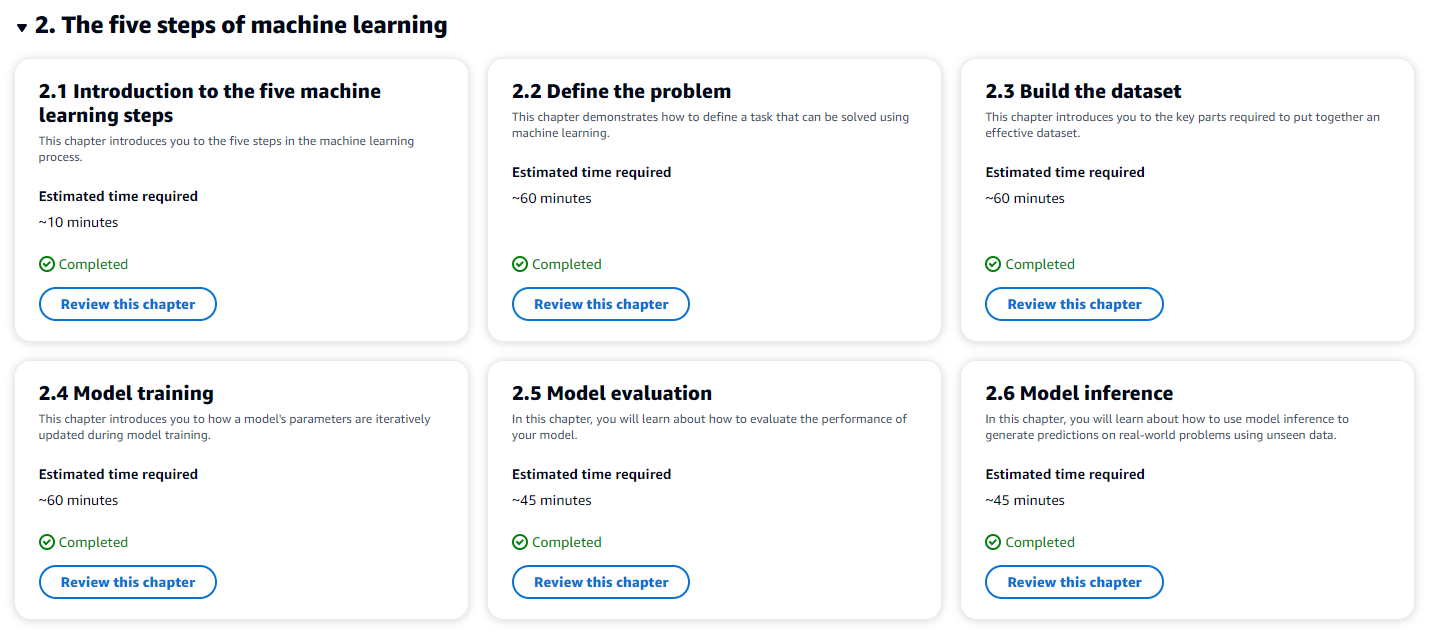 2. The five steps of machine learning
2.1 Introduction to the five machine
learning steps
This chapter introduces you to the five steps in the machine learning
process.
Estimated time required
~10 minutes
Completed
Review this chapter
2.2 Define the problem
This chapter demonstrates how to define a task that can be solved using
machine learning.
Estimated time required
~60 minutes
Completed
Review this chapter
2.3 Build the dataset
This chapter introduces you to the key parts required to put together an
effective dataset.
Estimated time required
~60 minutes
Completed
Review this chapter
2.4 Model training
This chapter introduces you to how a model's parameters are iteratively
updated during model training.
Estimated time required
~60 minutes
Completed
Review this chapter
2.5 Model evaluation
In this chapter, you will learn about how to evaluate the performance of
your model.
Estimated time required
~45 minutes
Completed
Review this chapter
2.6 Model inference
In this chapter, you will learn about how to use model inference to
generate predictions on real-world problems using unseen data.
Estimated time required
~45 minutes
Completed
Review this chapter